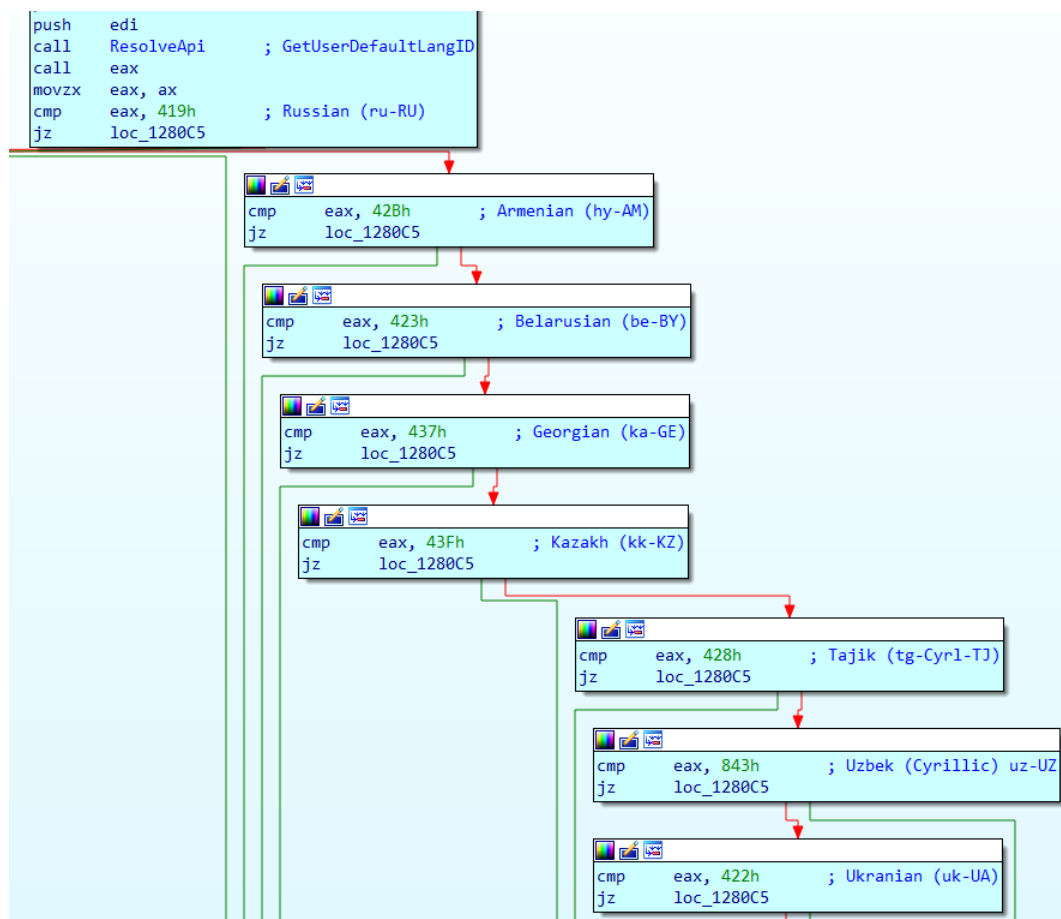 push edi
call ResolveApi ; GetUserDefaultLangID
call eax
movzx eax, ax
cmp eax, 419h ; Russian (ru-RU)
jz loc_1280C5
cmp eax, 42Bh ; Armenian (hy-AM)
jz loc_1280C5
cmp eax, 423h ; Belarusian (be-BY)
jz loc_1280C5
cmp eax, 437h ; Georgian (ka-GE)
jz loc_1280C5
cmp eax, 43Fh ; Kazakh (kk-KZ)
jz loc_1280C5
cmp eax, 428h ; Tajik (tg-Cyrl-TJ)
jz loc_1280C5
cmp eax, 843h ; Uzbek (Cyrillic) uz-UZ
jz loc_1280C5
cmp eax, 422h ; Ukranian (uk-UA)
jz loc_1280C5